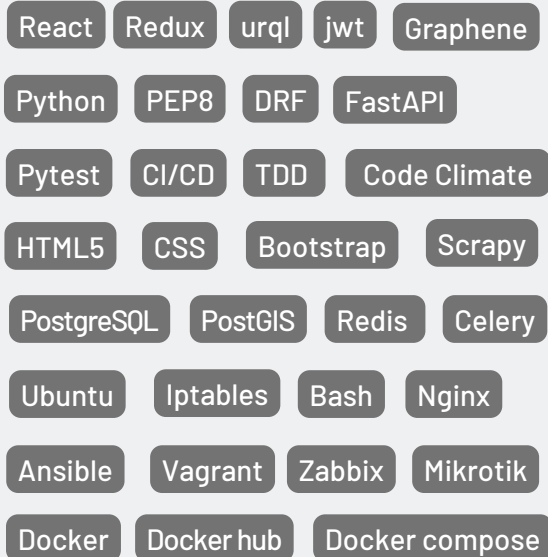 React Redux urql jwt Graphene
Python PEP8 DRF FastAPI
Pytest CI/CD TDD Code Climate
HTML5 CSS Bootstrap Scrapy
PostgreSQL PostGIS Redis Celery
Ubuntu Iptables Bash Nginx
Ansible Vagrant Zabbix Mikrotik
Docker Docker hub Docker compose